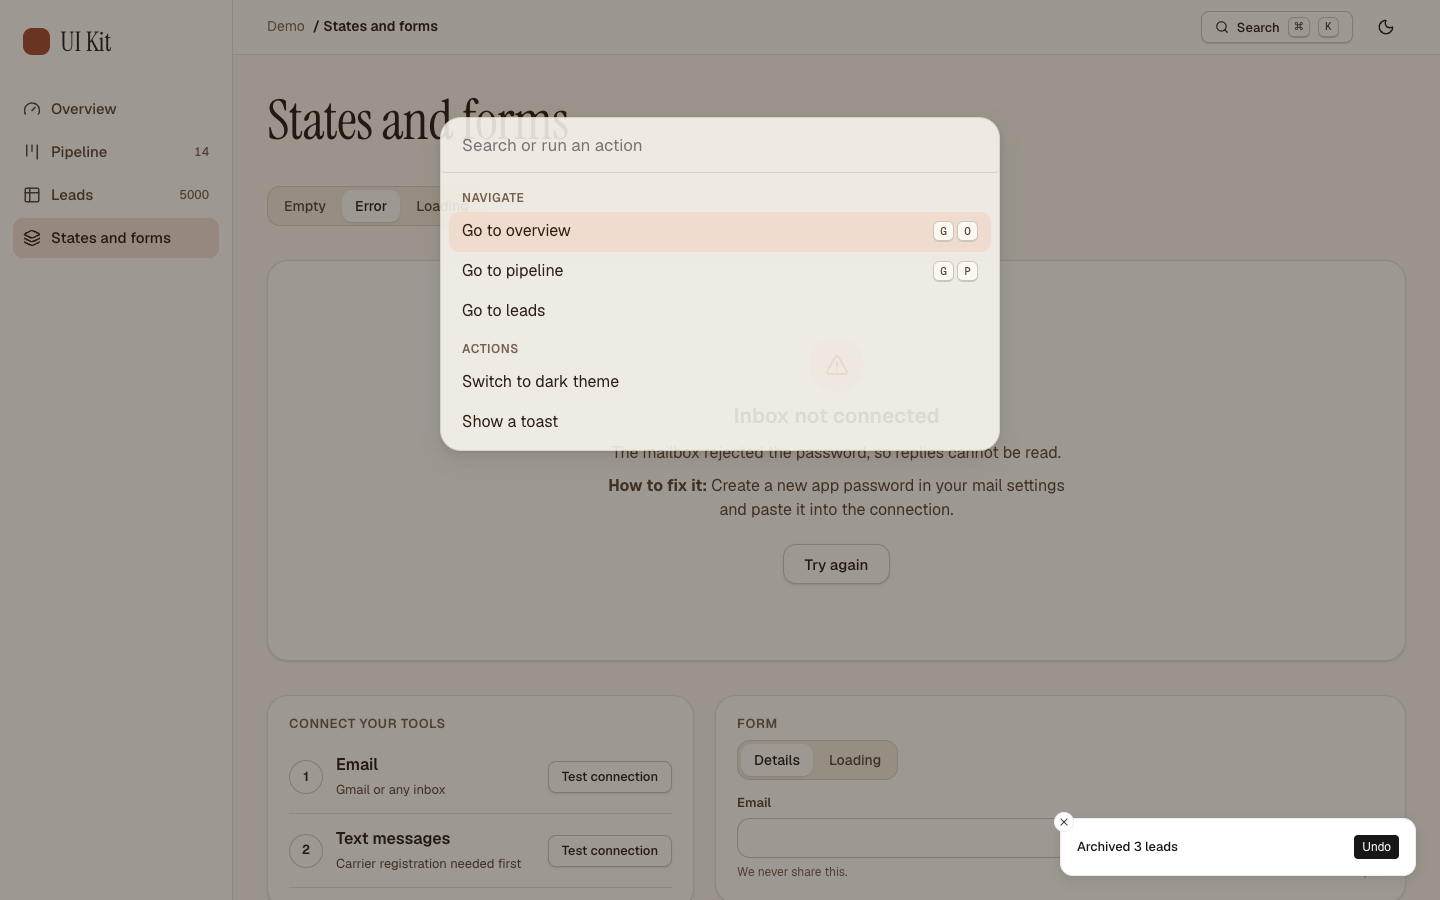 UI Kit
Overview
Pipeline 14
Leads 5000
States and forms
Demo / States and forms
Search ⌘ K
States and forms
Empty Error Loading
Search or run an action
NAVIGATE
Go to overview G O
Go to pipeline G P
Go to leads
ACTIONS
Switch to dark theme
Show a toast
Inbox not connected
The mailbox rejected the password, so replies cannot be read.
How to fix it: Create a new app password in your mail settings
and paste it into the connection.
Try again
CONNECT YOUR TOOLS
1 Email
Gmail or any inbox
Test connection
2 Text messages
Carrier registration needed first
Test connection
FORM
Details Loading
Email
We never share this.
Archived 3 leads Undo